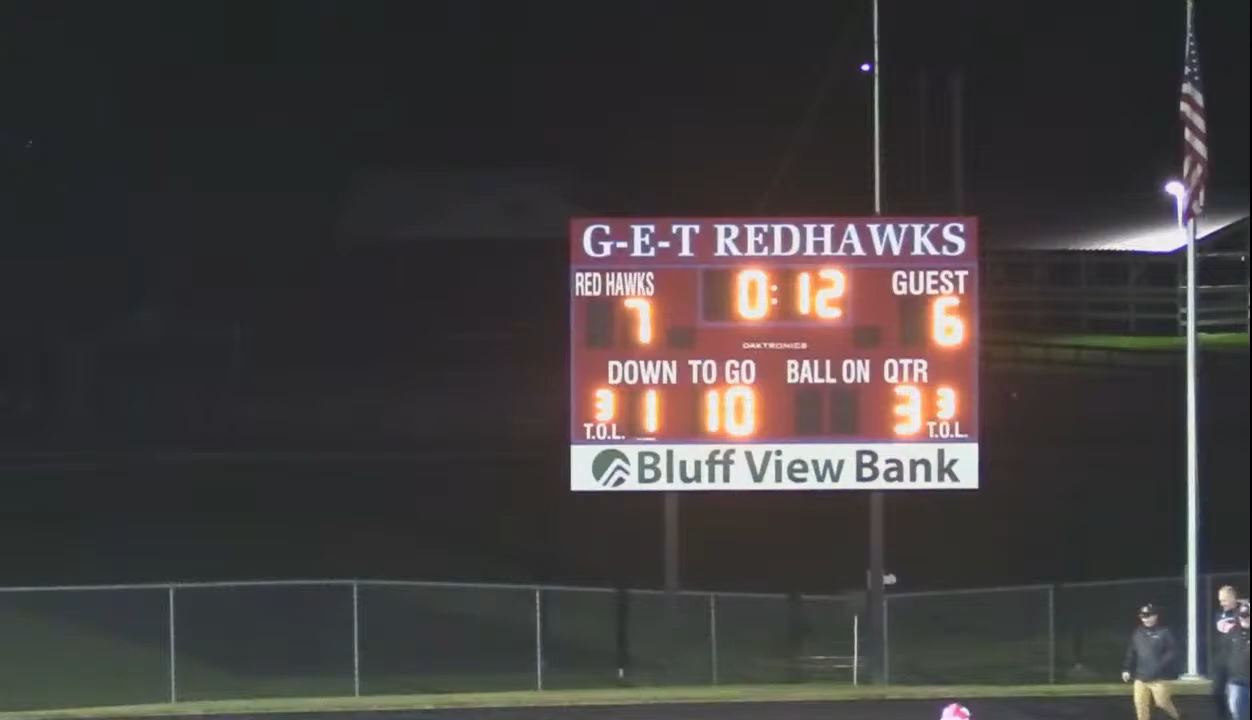 G-E-T REDHAWKS
RED HAWKS 0:12 GUEST
7 6
DAKTRONICS
DOWN TO GO BALL ON QTR
3 1 10 3 3
T.O.L. T.O.L.
Bluff View Bank